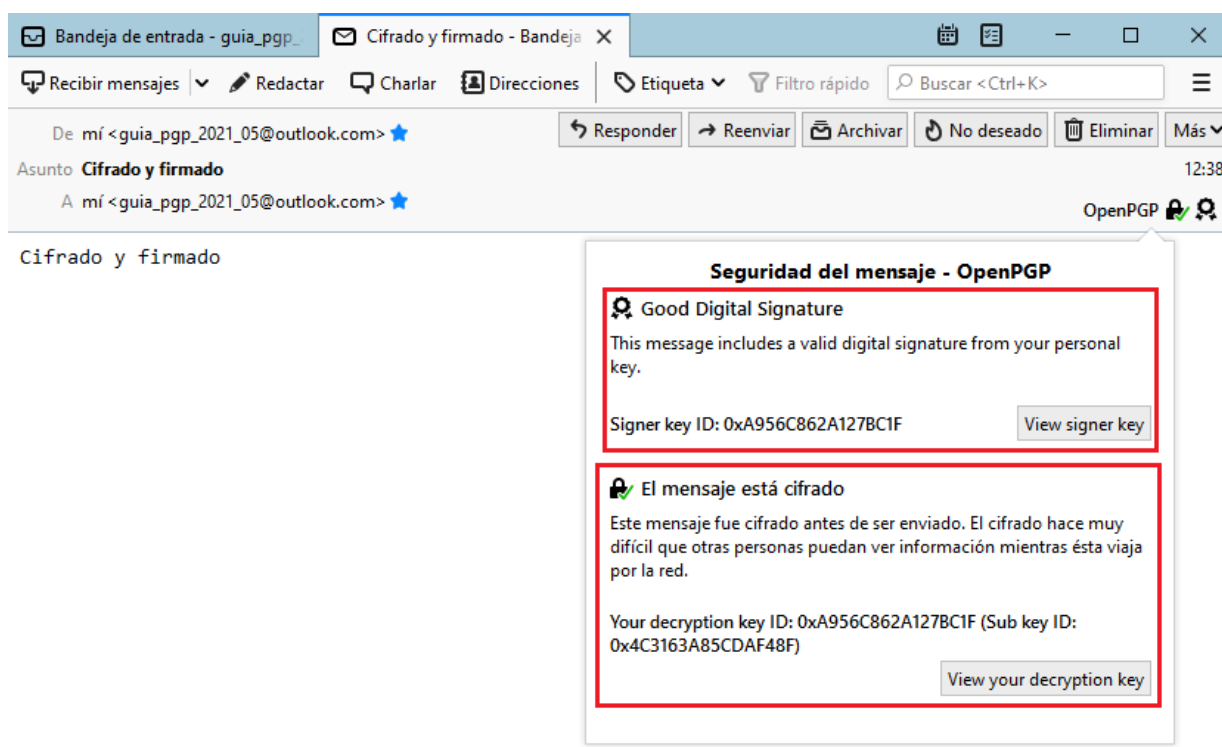 Bandeja de entrada - guia_pgp_
Cifrado y firmado - Bandeja
Recibir mensajes Redactar Charlar Direcciones Etiqueta Filtro rápido Buscar <Ctrl+K>
De mí <guia_pgp_2021_05@outlook.com> Responder Reenviar Archivar No deseado Eliminar Más
Asunto Cifrado y firmado 12:38
A mí <guia_pgp_2021_05@outlook.com>
OpenPGP
Cifrado y firmado
Seguridad del mensaje - OpenPGP
Good Digital Signature
This message includes a valid digital signature from your personal
key.
Signer key ID: 0xA956C862A127BC1F View signer key
El mensaje está cifrado
Este mensaje fue cifrado antes de ser enviado. El cifrado hace muy
difícil que otras personas puedan ver información mientras ésta viaja
por la red.
Your decryption key ID: 0xA956C862A127BC1F (Sub key ID:
0x4C3163A85CDAF48F)
View your decryption key